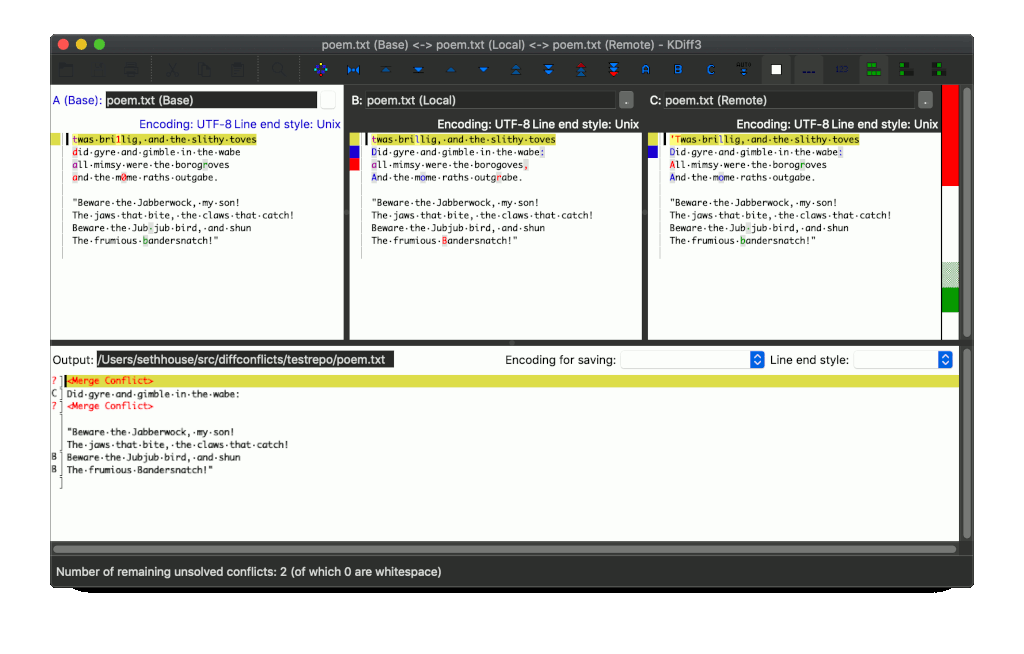 poem.txt (Base) <-> poem.txt (Local) <-> poem.txt (Remote) - KDiff3
A B C 123
A (Base): poem.txt (Base)
Encoding: UTF-8 Line end style: Unix
twas bri1lig, and the slithy toves
did gyre and gimble in the wabe
all mimsy were the borogroves
and the m0me raths outgabe.
"Beware the Jabberwock, my son!
The jaws that bite, the claws that catch!
Beware the Jub-jub bird, and shun
The frumious bandersnatch!"
B: poem.txt (Local)
Encoding: UTF-8 Line end style: Unix
twas brillig, and the slithy toves
Did gyre and gimble in the wabe:
all mimsy were the borogoves,
And the mome raths outgrabe.
"Beware the Jabberwock, my son!
The jaws that bite, the claws that catch!
Beware the Jubjub bird, and shun
The frumious Bandersnatch!"
C: poem.txt (Remote)
Encoding: UTF-8 Line end style: Unix
'Twas brillig, and the slithy toves
Did gyre and gimble in the wabe:
All mimsy were the borogroves
And the mome raths outgabe.
"Beware the Jabberwock, my son!
The jaws that bite, the claws that catch!
Beware the Jub-jub bird, and shun
The frumious bandersnatch!"
Output: /Users/sethhouse/src/diffconflicts/testrepo/poem.txt Encoding for saving: Line end style:
? <Merge Conflict>
C Did gyre and gimble in the wabe:
? <Merge Conflict>
"Beware the Jabberwock, my son!
The jaws that bite, the claws that catch!
B Beware the Jubjub bird, and shun
B The frumious Bandersnatch!"
Number of remaining unsolved conflicts: 2 (of which 0 are whitespace)